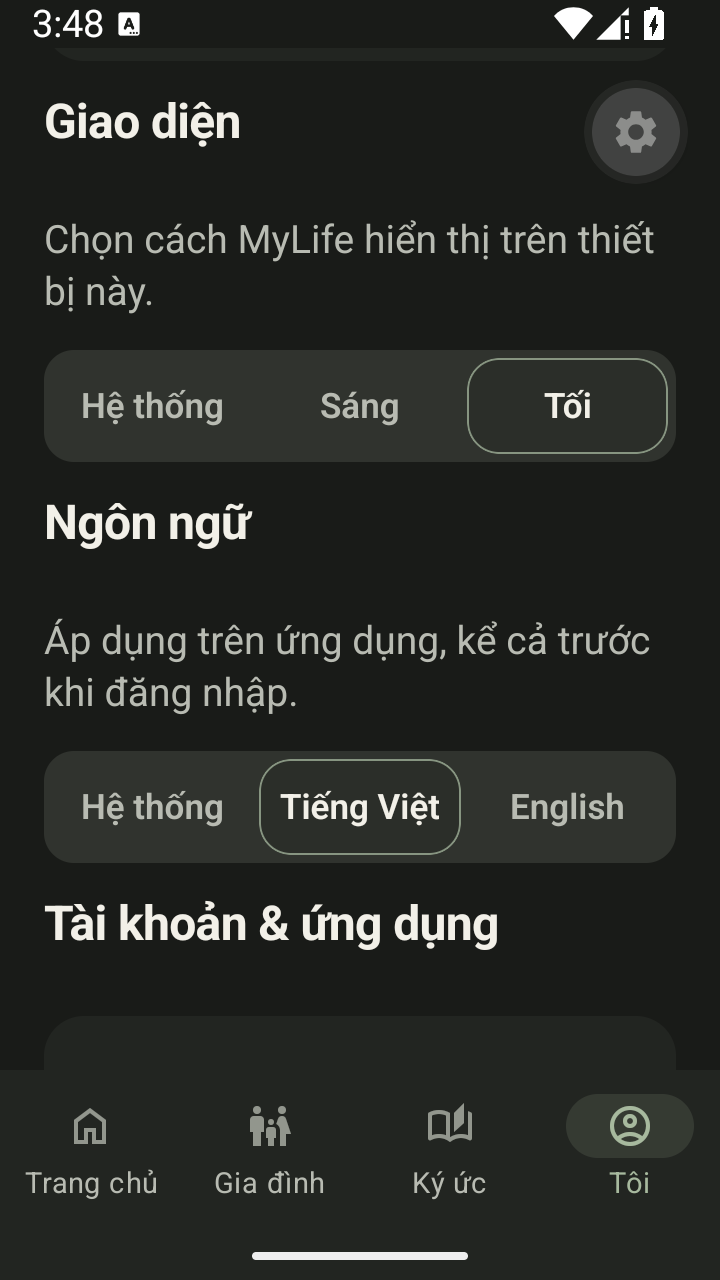 3:48
Giao diện
Chọn cách MyLife hiển thị trên thiết
bị này.
Hệ thống Sáng Tối
Ngôn ngữ
Áp dụng trên ứng dụng, kể cả trước
khi đăng nhập.
Hệ thống Tiếng Việt English
Tài khoản & ứng dụng
Trang chủ Gia đình Ký ức Tôi